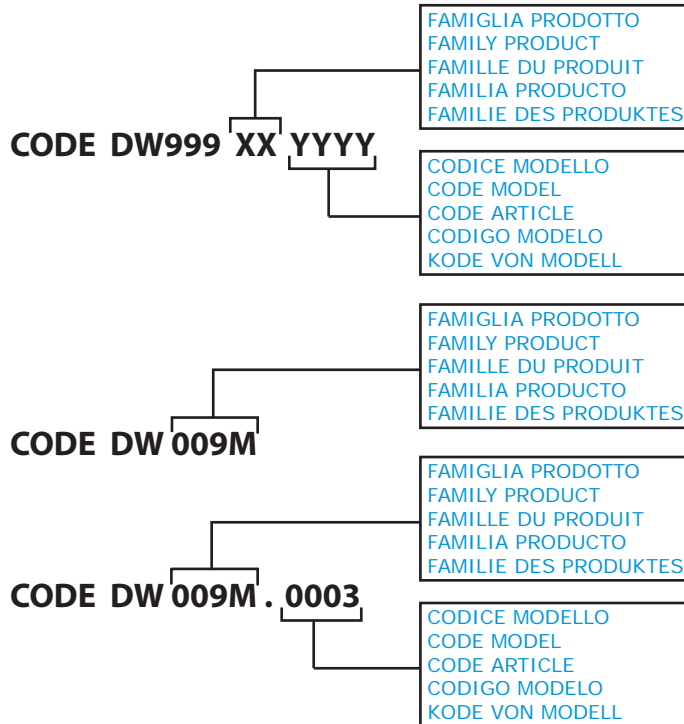 FAMIGLIA PRODOTTO
FAMILY PRODUCT
FAMILLE DU PRODUIT
FAMILIA PRODUCTO
FAMILIE DES PRODUKTES
CODE DW999 XX YYYY
CODICE MODELLO
CODE MODEL
CODE ARTICLE
CODIGO MODELO
KODE VON MODELL
FAMIGLIA PRODOTTO
FAMILY PRODUCT
FAMILLE DU PRODUIT
FAMILIA PRODUCTO
FAMILIE DES PRODUKTES
CODE DW 009M
FAMIGLIA PRODOTTO
FAMILY PRODUCT
FAMILLE DU PRODUIT
FAMILIA PRODUCTO
FAMILIE DES PRODUKTES
CODE DW 009M . 0003
CODICE MODELLO
CODE MODEL
CODE ARTICLE
CODIGO MODELO
KODE VON MODELL